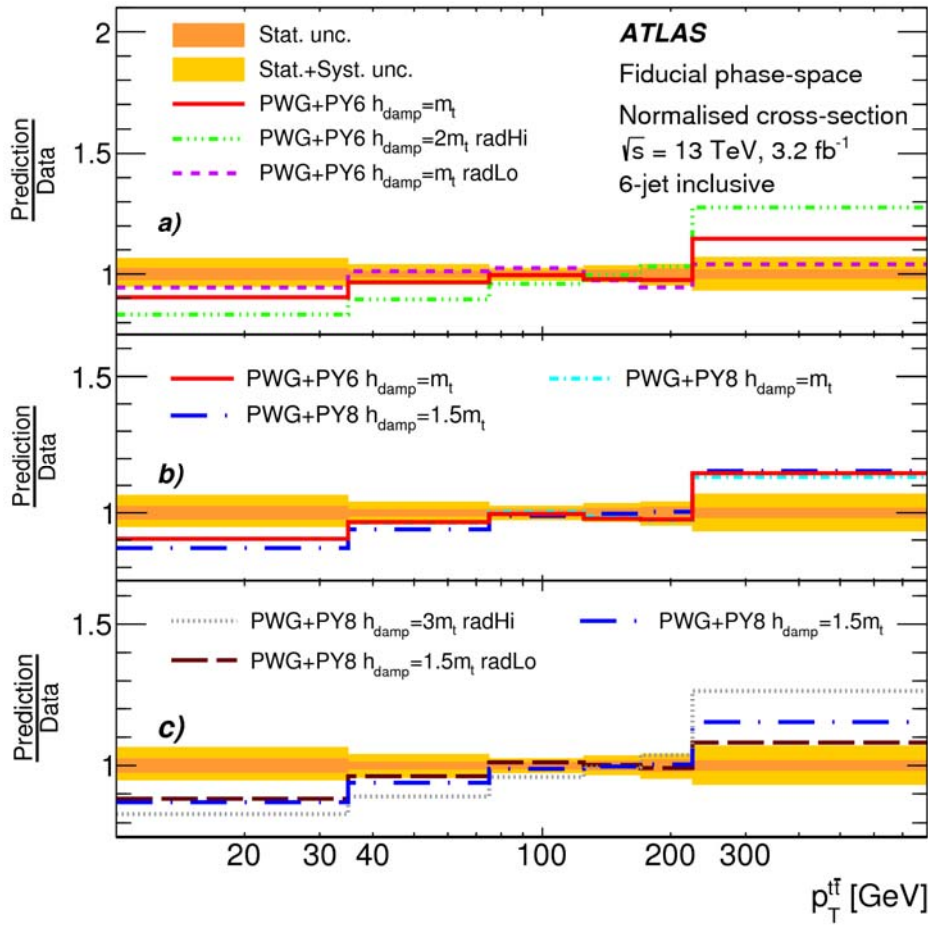 2
Stat. unc.
ATLAS
Stat.+Syst. unc.
Fiducial phase-space
PWG+PY6 h_damp=m_t
Normalised cross-section
PWG+PY6 h_damp=2m_t radHi
√s = 13 TeV, 3.2 fb⁻¹
1.5
PWG+PY6 h_damp=m_t radLo
6-jet inclusive
Prediction
Data
a)
1
1.5
PWG+PY6 h_damp=m_t
PWG+PY8 h_damp=m_t
PWG+PY8 h_damp=1.5m_t
Prediction
Data
b)
1
1.5
PWG+PY8 h_damp=3m_t radHi
PWG+PY8 h_damp=1.5m_t
PWG+PY8 h_damp=1.5m_t radLo
Prediction
Data
c)
1
20 30 40 100 200 300
p_T^{tt̄} [GeV]